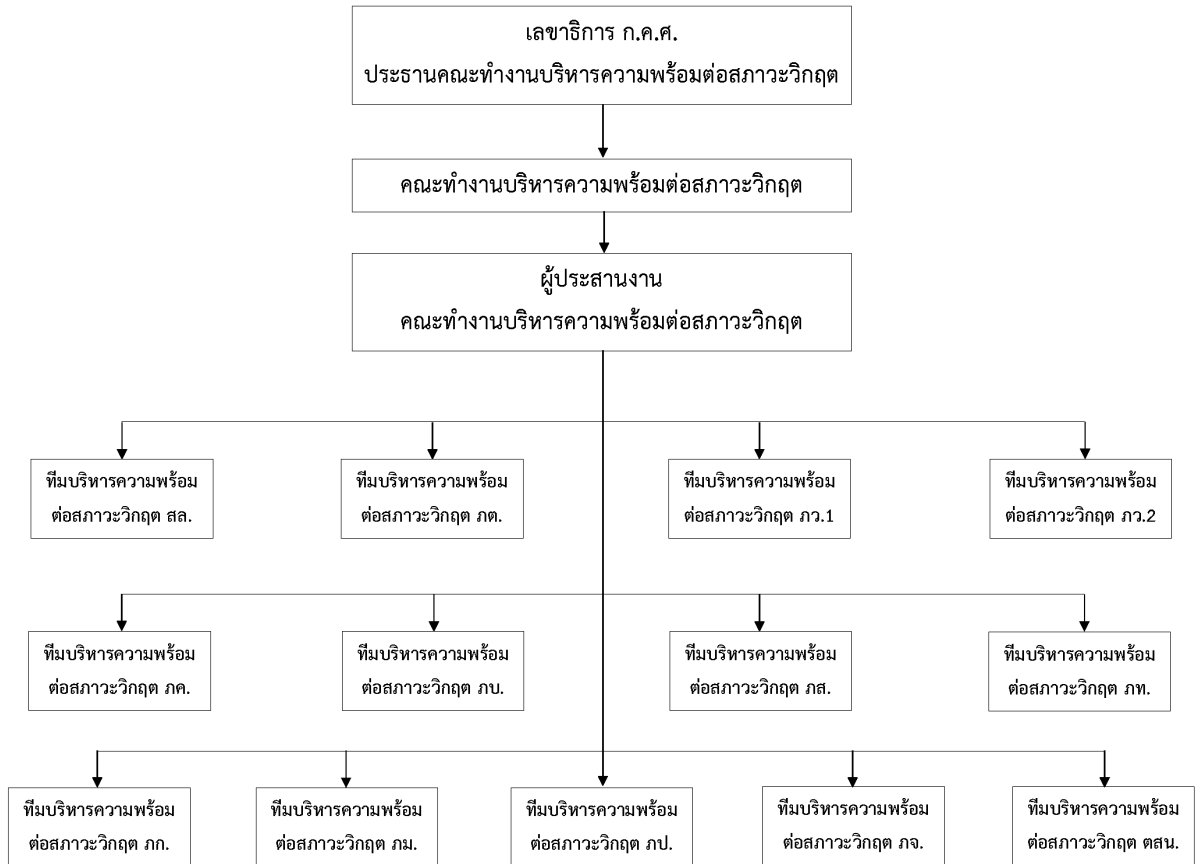 เลขาธิการ ก.ค.ศ.
ประธานคณะทำงานบริหารความพร้อมต่อสภาวะวิกฤต
คณะทำงานบริหารความพร้อมต่อสภาวะวิกฤต
ผู้ประสานงาน
คณะทำงานบริหารความพร้อมต่อสภาวะวิกฤต
ทีมบริหารความพร้อม
ต่อสภาวะวิกฤต สล.
ทีมบริหารความพร้อม
ต่อสภาวะวิกฤต ภต.
ทีมบริหารความพร้อม
ต่อสภาวะวิกฤต ภว.1
ทีมบริหารความพร้อม
ต่อสภาวะวิกฤต ภว.2
ทีมบริหารความพร้อม
ต่อสภาวะวิกฤต ภค.
ทีมบริหารความพร้อม
ต่อสภาวะวิกฤต ภบ.
ทีมบริหารความพร้อม
ต่อสภาวะวิกฤต ภส.
ทีมบริหารความพร้อม
ต่อสภาวะวิกฤต ภท.
ทีมบริหารความพร้อม
ต่อสภาวะวิกฤต ภก.
ทีมบริหารความพร้อม
ต่อสภาวะวิกฤต ภม.
ทีมบริหารความพร้อม
ต่อสภาวะวิกฤต ภป.
ทีมบริหารความพร้อม
ต่อสภาวะวิกฤต ภจ.
ทีมบริหารความพร้อม
ต่อสภาวะวิกฤต ตสน.